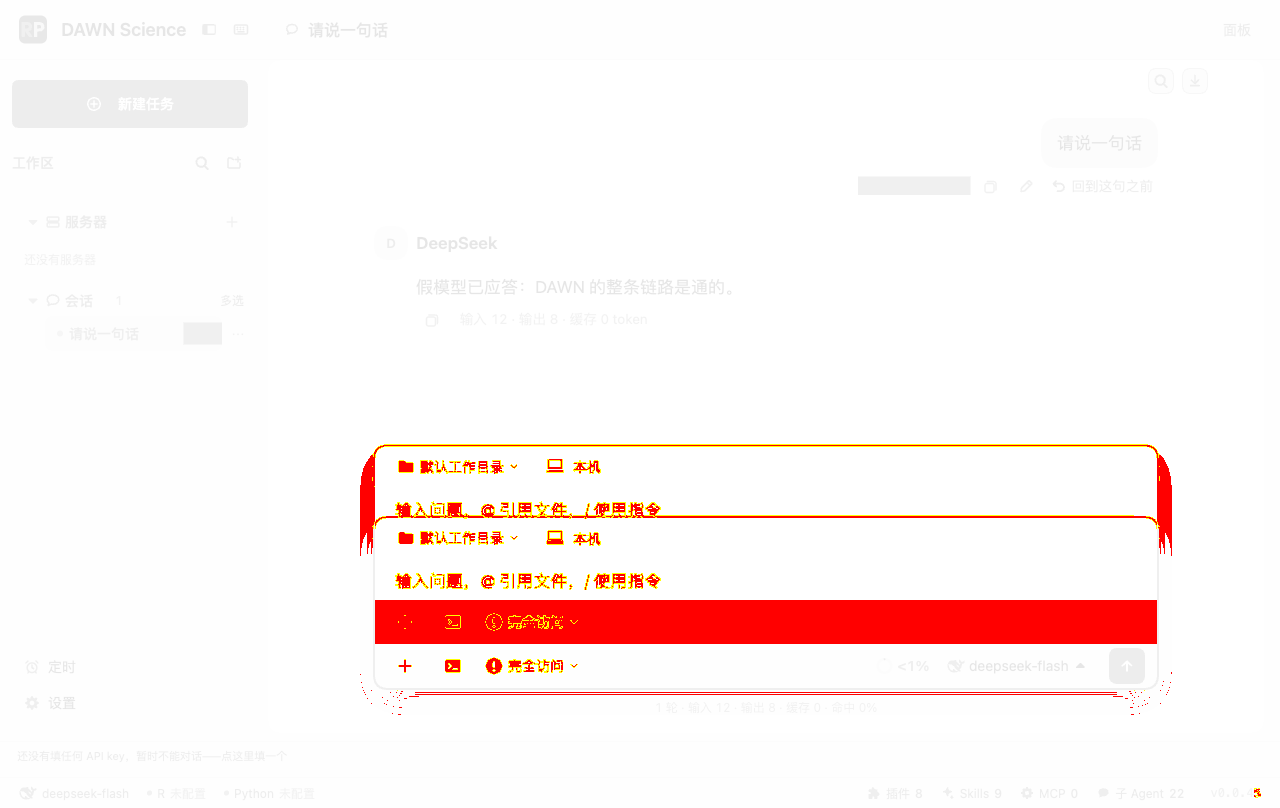 RP DAWN Science
请说一句话
画板
新建任务
工作区
服务器
还没有服务器
会话 1 多选
请说一句话 ...
定时
设置
请说一句话
回到这句之前
D DeepSeek
假模型已应答：DAWN 的整条链路是通的。
输入 12 · 输出 8 · 缓存 0 token
默认工作目录 本机
输入问题，@ 引用文件，/ 使用指令
默认工作目录 本机
输入问题，@ 引用文件，/ 使用指令
完全访问
完全访问 <1% deepseek-flash
1 轮 · 输入 12 · 输出 8 · 缓存 0 · 命中 0%
还没有填任何 API key，暂时不能对话——点这里填一个
deepseek-flash R 未配置 Python 未配置
插件 8 Skills 9 MCP 0 子 Agent 22